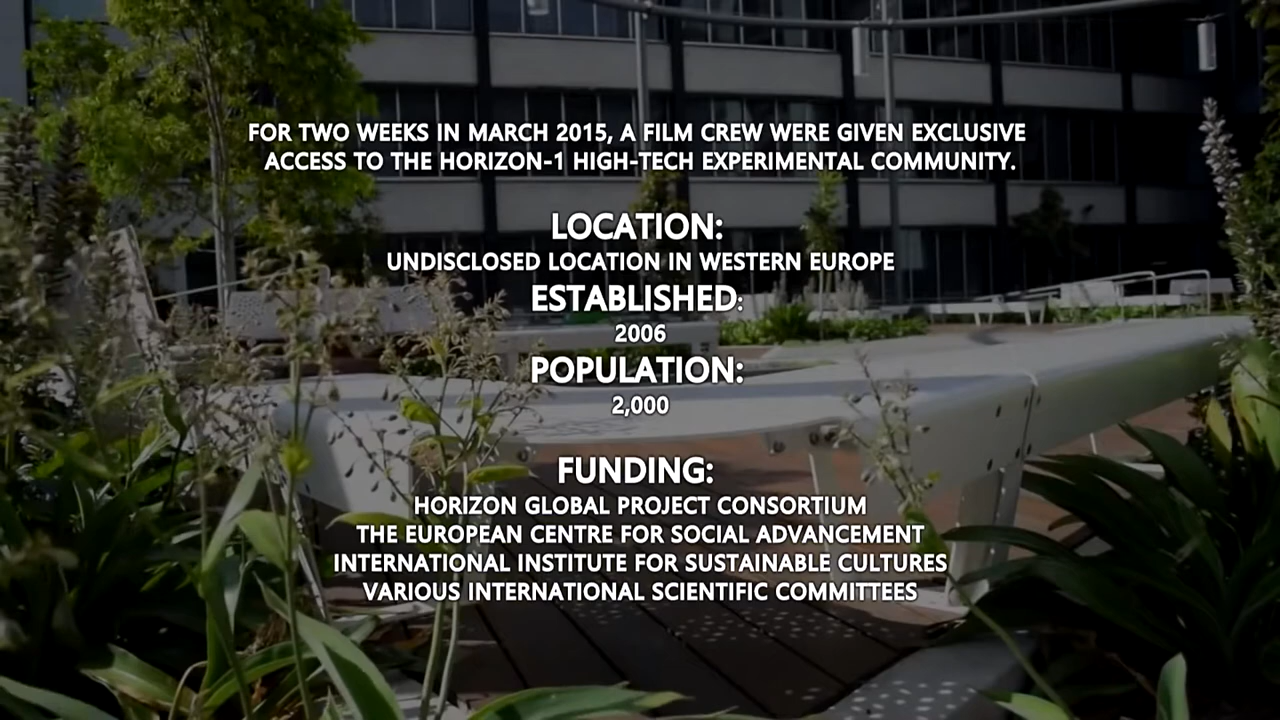 FOR TWO WEEKS IN MARCH 2015, A FILM CREW WERE GIVEN EXCLUSIVE
ACCESS TO THE HORIZON-1 HIGH-TECH EXPERIMENTAL COMMUNITY.
LOCATION:
UNDISCLOSED LOCATION IN WESTERN EUROPE
ESTABLISHED:
2006
POPULATION:
2,000
FUNDING:
HORIZON GLOBAL PROJECT CONSORTIUM
THE EUROPEAN CENTRE FOR SOCIAL ADVANCEMENT
INTERNATIONAL INSTITUTE FOR SUSTAINABLE CULTURES
VARIOUS INTERNATIONAL SCIENTIFIC COMMITTEES